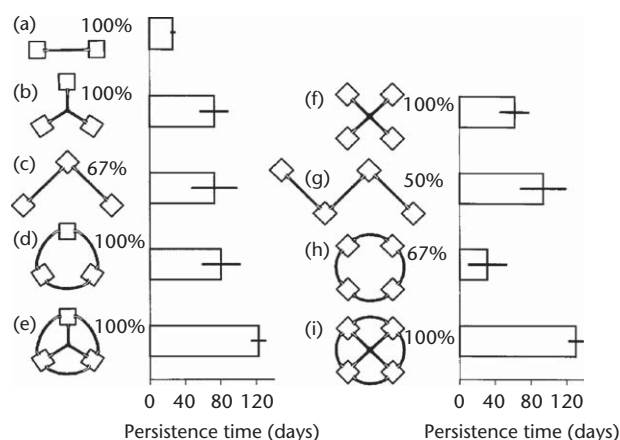 (a) 100%
(b) 100%
(c) 67%
(d) 100%
(e) 100%
0 40 80 120
Persistence time (days)
(f) 100%
(g) 50%
(h) 67%
(i) 100%
0 40 80 120
Persistence time (days)